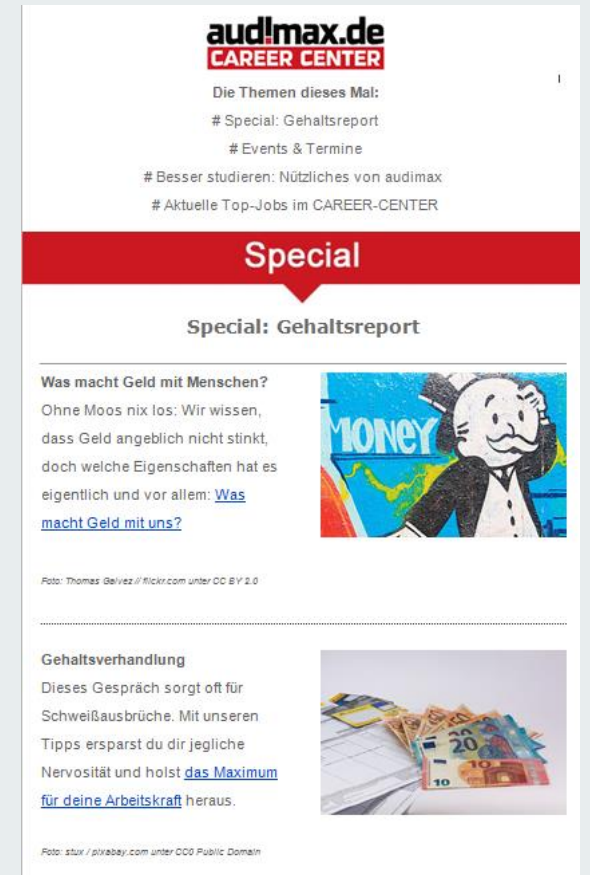 aud!max.de
CAREER CENTER
Die Themen dieses Mal:
# Special: Gehaltsreport
# Events & Termine
# Besser studieren: Nützliches von audimax
# Aktuelle Top-Jobs im CAREER-CENTER
Special
Special: Gehaltsreport
Was macht Geld mit Menschen?
Ohne Moos nix los: Wir wissen,
dass Geld angeblich nicht stinkt,
doch welche Eigenschaften hat es
eigentlich und vor allem: Was
macht Geld mit uns?
MONEY
Foto: Thomas Galvez // flickr.com unter CC BY 2.0
Gehaltsverhandlung
Dieses Gespräch sorgt oft für
Schweißausbrüche. Mit unseren
Tipps ersparst du dir jegliche
Nervosität und holst das Maximum
für deine Arbeitskraft heraus.
20
10
10
Foto: stux / pixabay.com unter CC0 Public Domain